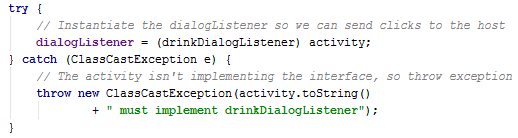 try {
// Instantiate the dialogListener so we can send clicks to the host
dialogListener = (drinkDialogListener) activity;
} catch (ClassCastException e) {
// The activity isn't implementing the interface, so throw exception
throw new ClassCastException(activity.toString()
+ " must implement drinkDialogListener");
}